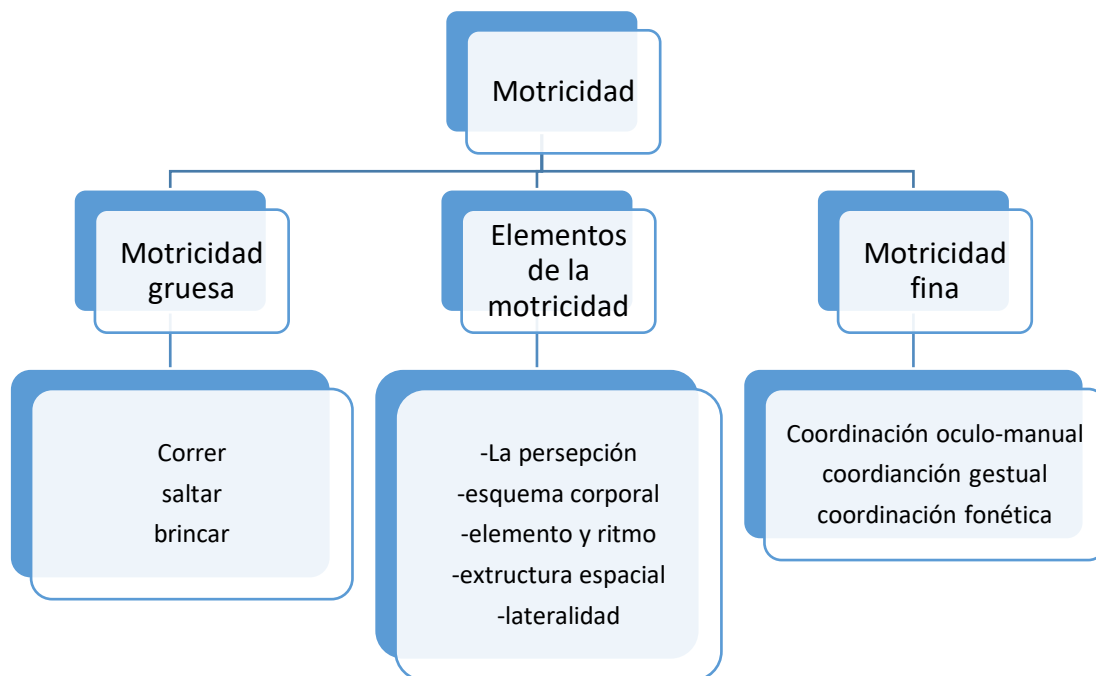 Motricidad
Motricidad
gruesa
Elementos
de la
motricidad
Motricidad
fina
Correr
saltar
brincar
-La persepción
-esquema corporal
-elemento y ritmo
-extructura espacial
-lateralidad
Coordinación oculo-manual
coordianción gestual
coordinación fonética